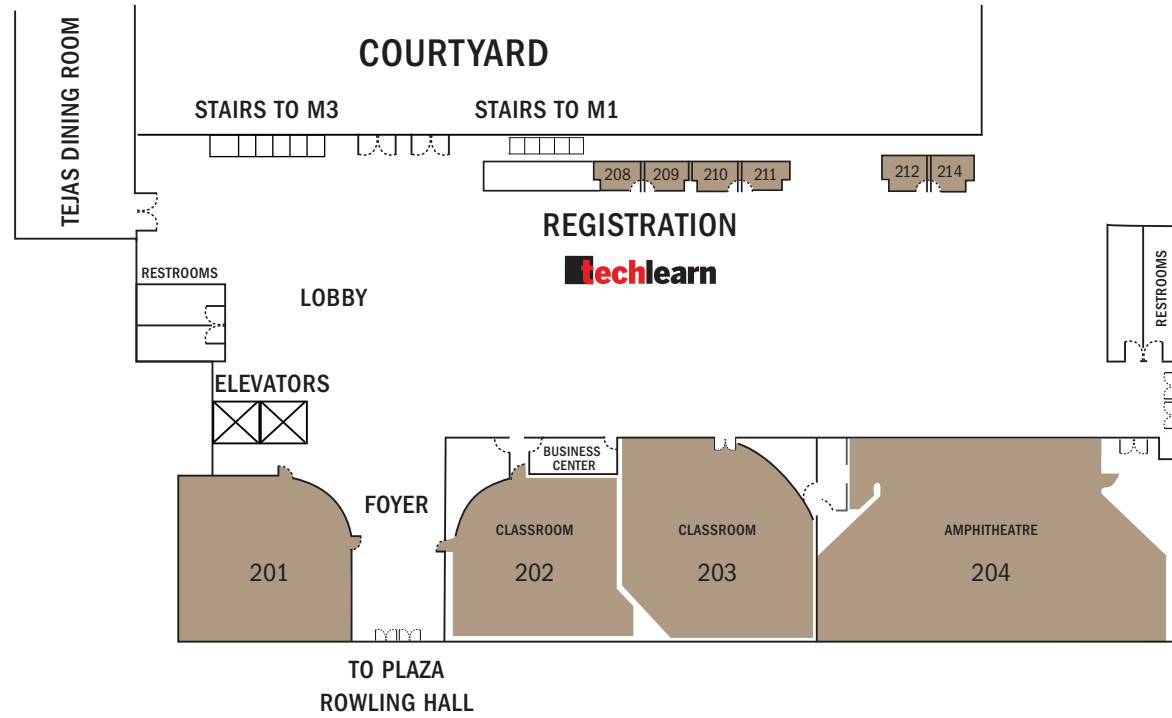 COURTYARD
TEJAS DINING ROOM
STAIRS TO M3
STAIRS TO M1
208
209
210
211
212
214
REGISTRATION
techlearn
RESTROOMS
LOBBY
RESTROOMS
ELEVATORS
BUSINESS
CENTER
FOYER
CLASSROOM
CLASSROOM
AMPHITHEATRE
201
202
203
204
TO PLAZA
ROWLING HALL